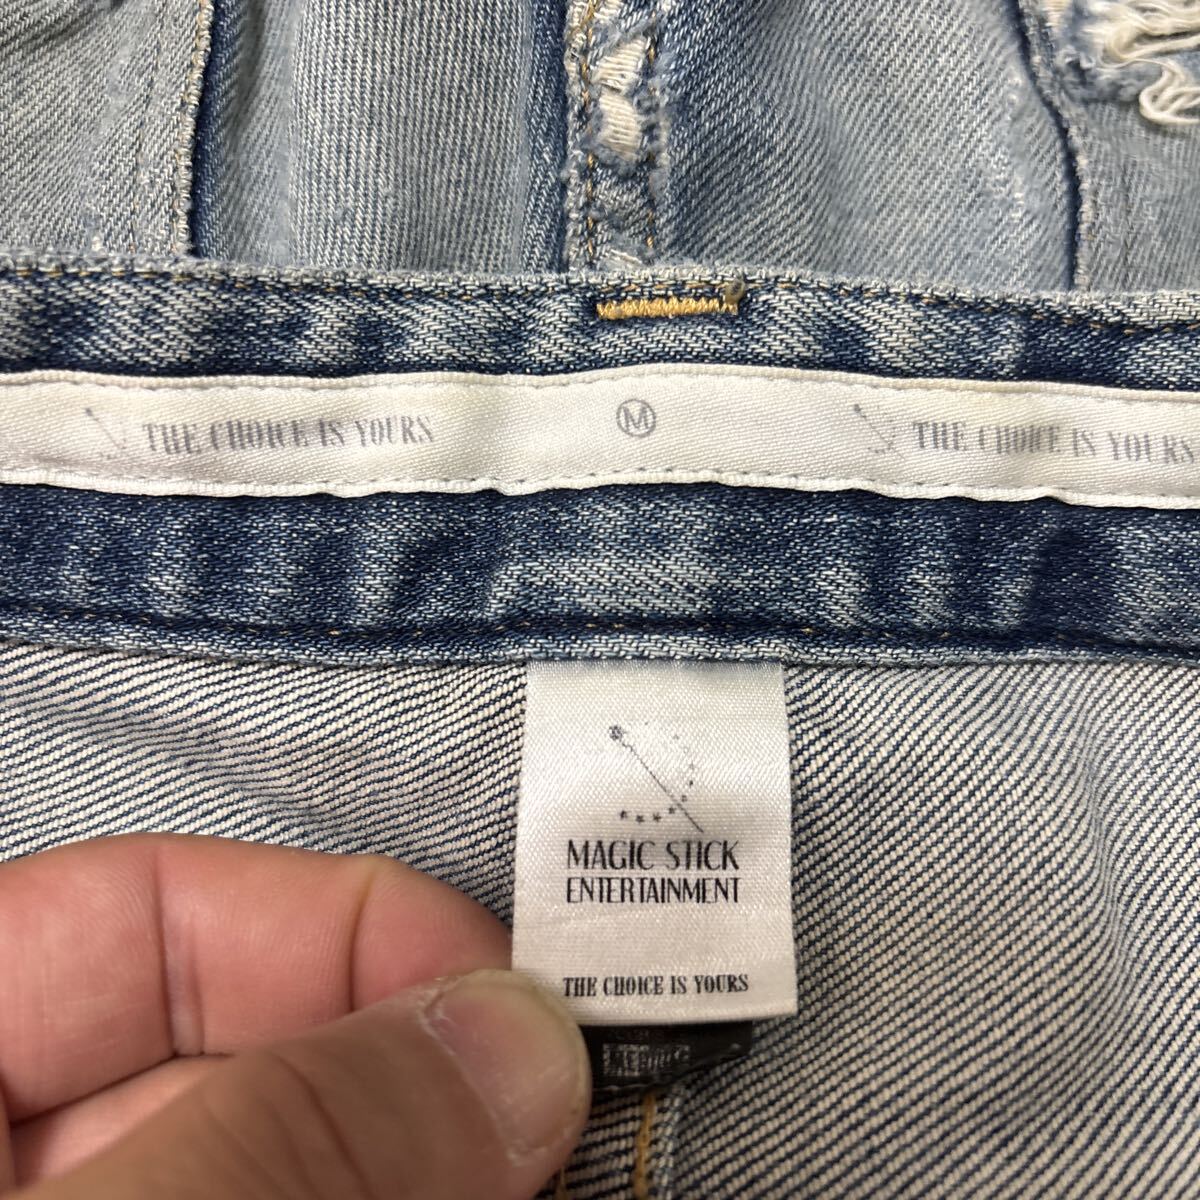 THE CHOICE IS YOURS
M
THE CHOICE IS YOURS
MAGIC STICK
ENTERTAINMENT
THE CHOICE IS YOURS